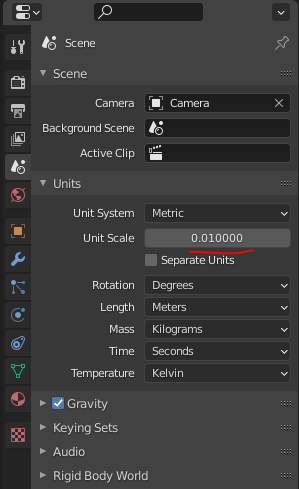 Scene
Scene
Camera Camera
Background Scene
Active Clip
Units
Unit System Metric
Unit Scale 0.010000
Separate Units
Rotation Degrees
Length Meters
Mass Kilograms
Time Seconds
Temperature Kelvin
Gravity
Keying Sets
Audio
Rigid Body World